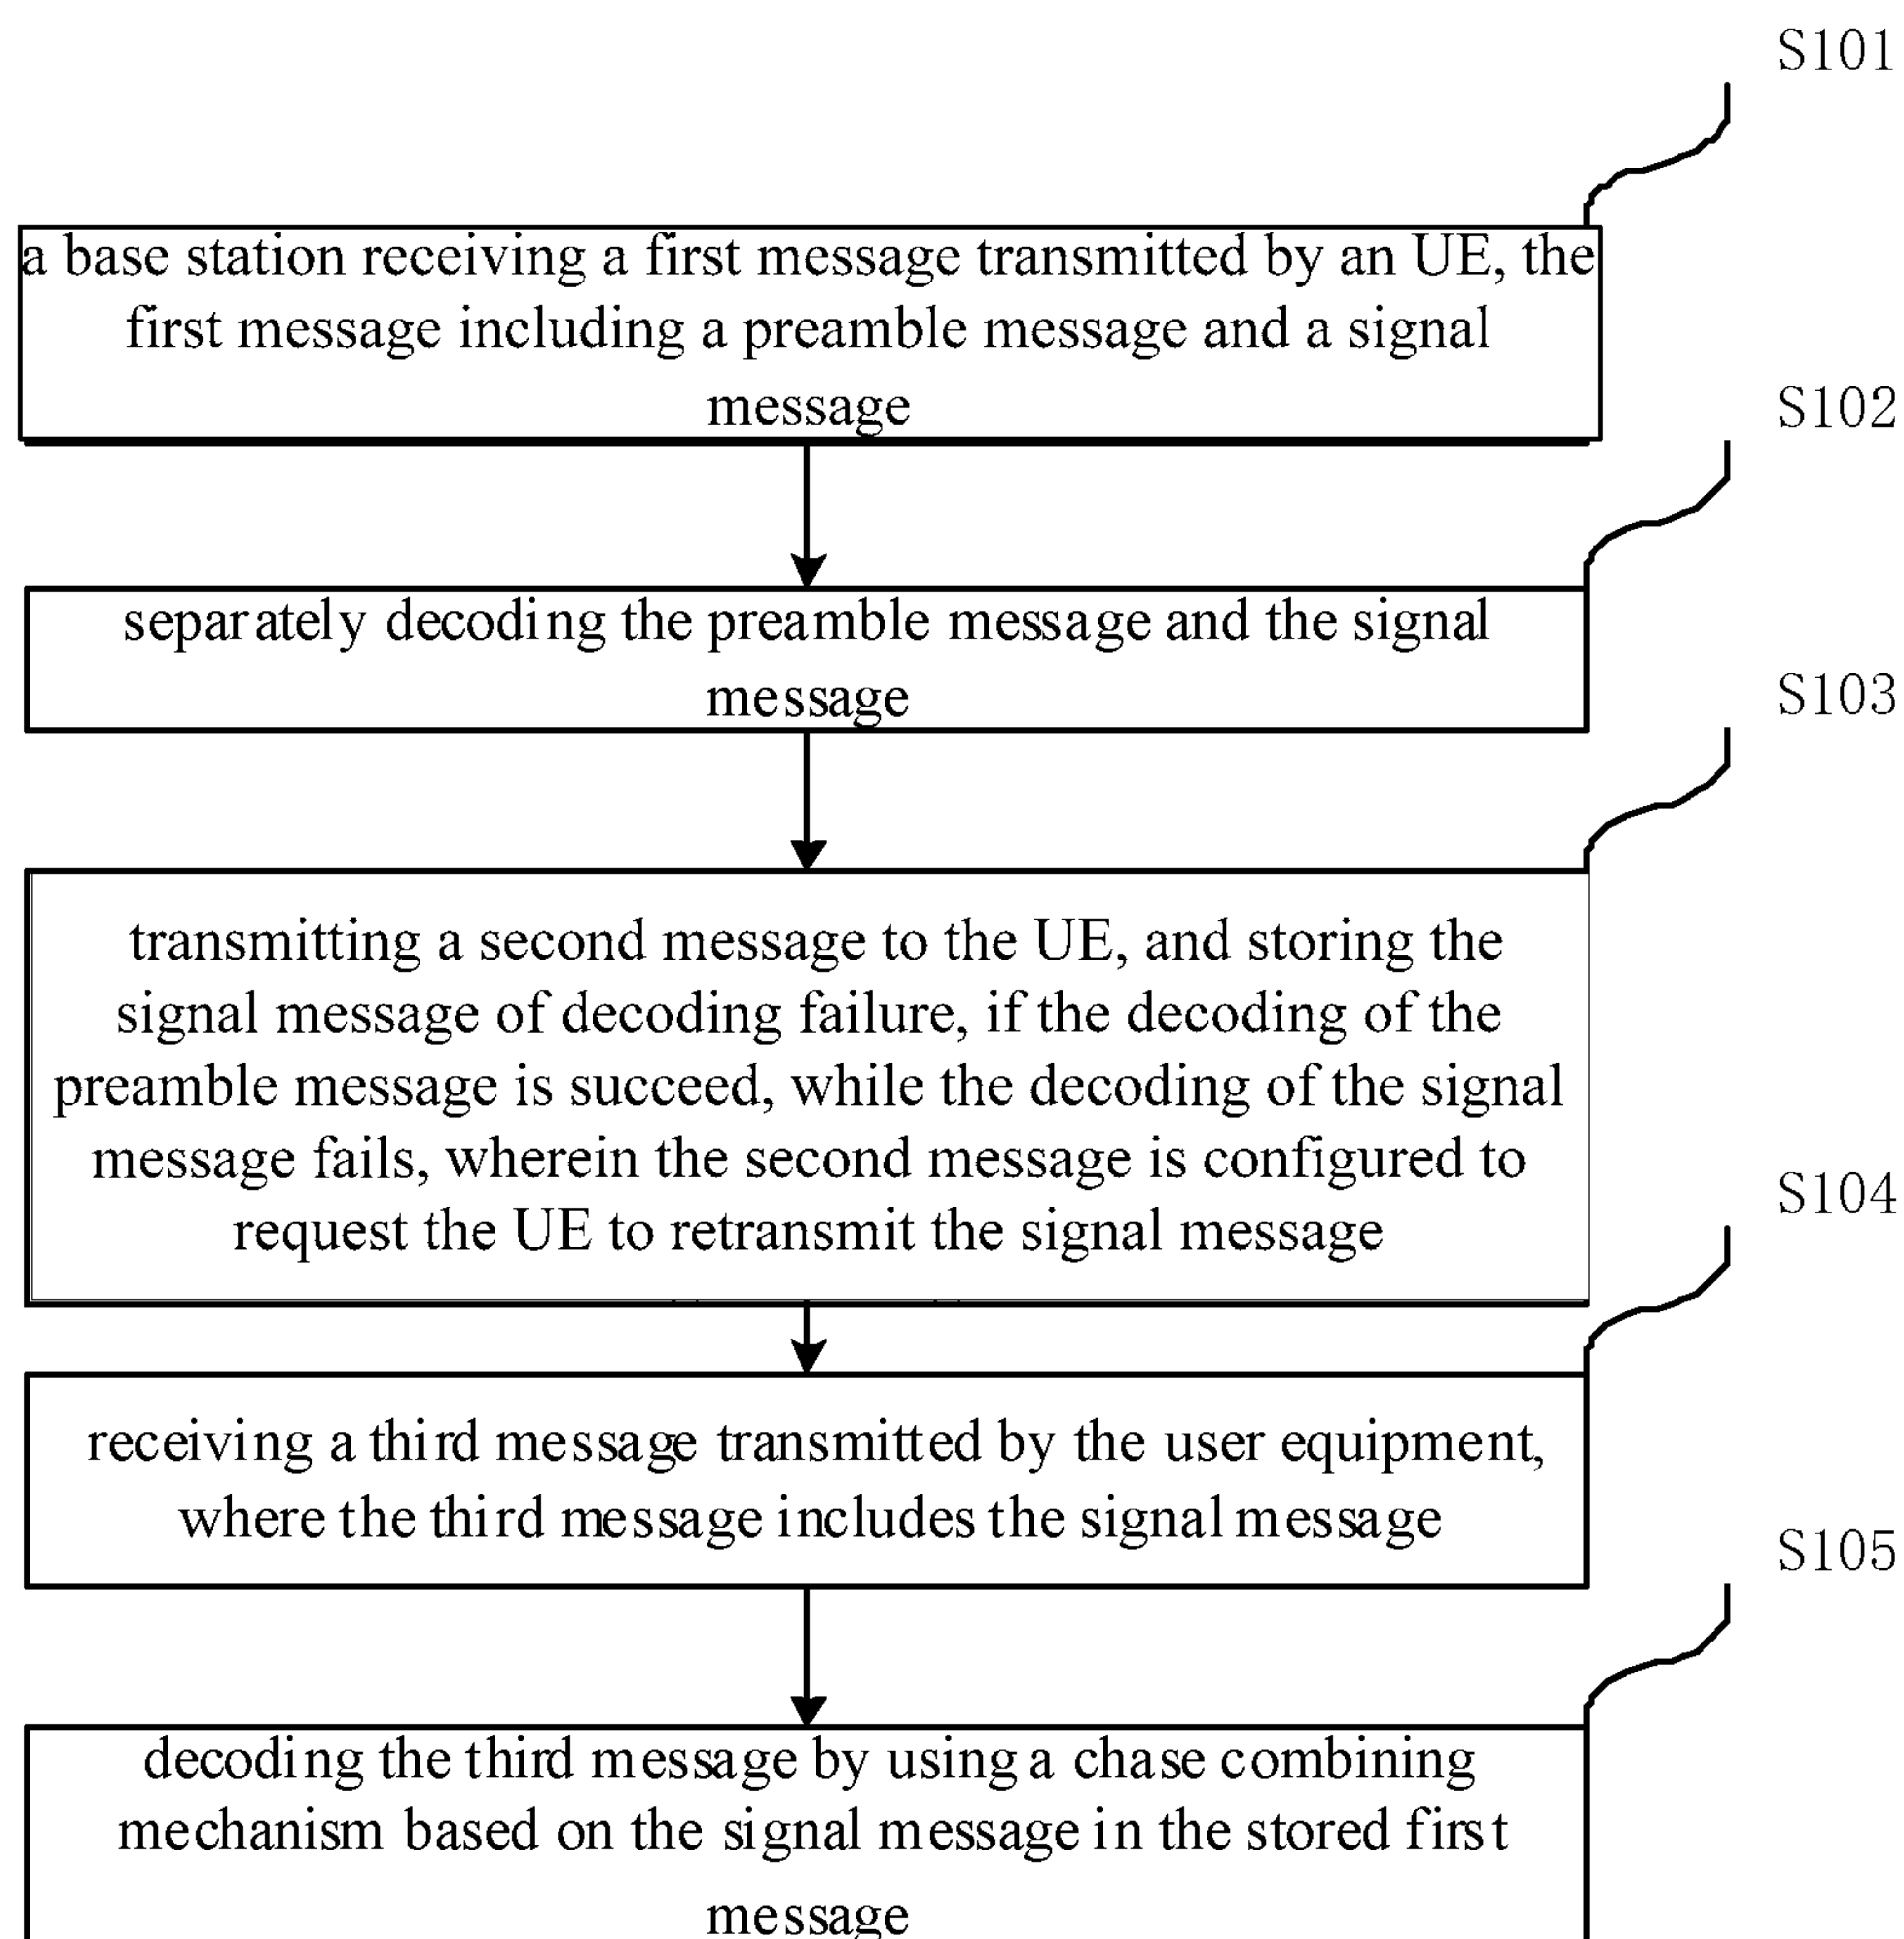 S101
a base station receiving a first message transmitted by an UE, the
first message including a preamble message and a signal
message
S102
separately decoding the preamble message and the signal
message
S103
transmitting a second message to the UE, and storing the
signal message of decoding failure, if the decoding of the
preamble message is succeed, while the decoding of the signal
message fails, wherein the second message is configured to
request the UE to retransmit the signal message
S104
receiving a third message transmitted by the user equipment,
where the third message includes the signal message
S105
decoding the third message by using a chase combining
mechanism based on the signal message in the stored first
message